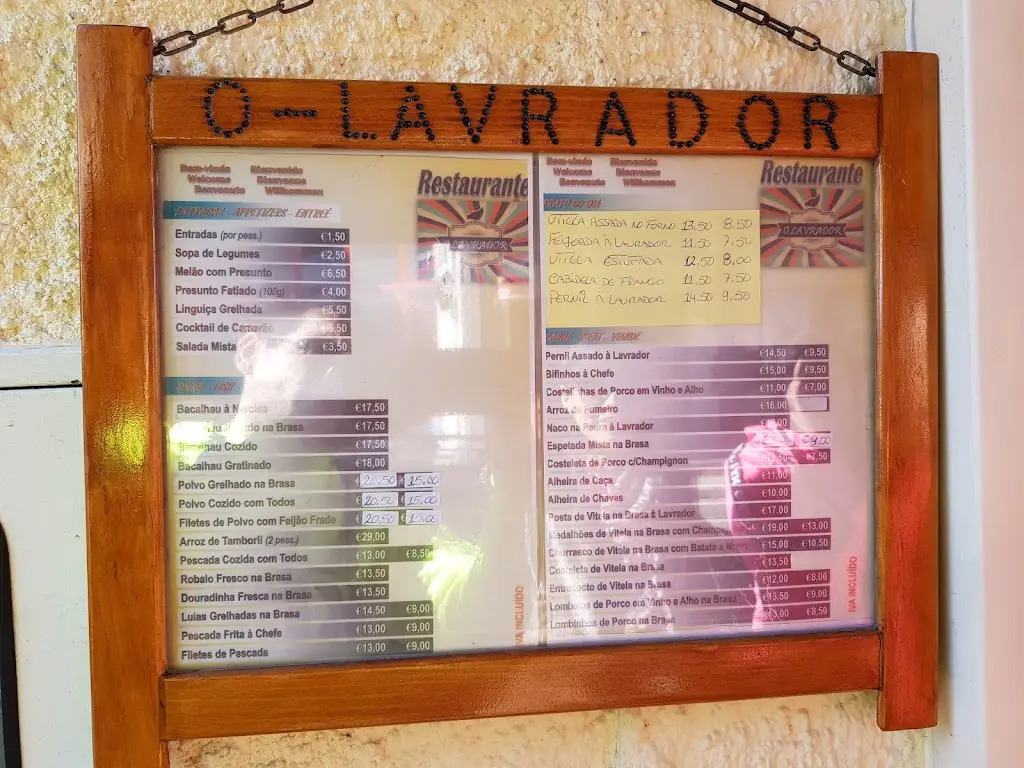 O-LAVRADOR
Bem-vindo Bienvenido
Welcome Bienvenue
Benvenuto Willkommen
Restaurante
O LAVRADOR
ENTRADAS - APPETIZERS - ENTREÉ
Entradas (por pess.) €1,50
Sopa de Legumes €2,50
Melão com Presunto €6,50
Presunto Fatiado (100g) €4,00
Linguiça Grelhada €5,50
Cocktail de Camarão €6,50
Salada Mista €3,50
Bacalhau à Narcisa €17,50
na Brasa €17,50
Bacalhau Cozido €17,50
Bacalhau Gratinado €18,00
Polvo Grelhado na Brasa 20,50 € 15,00
Polvo Cozido com Todos 20,50 15,00
Filetes de Polvo com Feijão Frade 20,50 € 15,00
Arroz de Tamboril (2 pess.) €29,00
Pescada Cozida com Todos €13,00 €8,50
Robalo Fresco na Brasa €13,50
Douradinha Fresca na Brasa €13,50
Lulas Grelhadas na Brasa €14,50 €9,00
Pescada Frita à Chefe €13,00 €9,00
Filetes de Pescada €13,00 €9,00
IVA INCLUÍDO
Bem-vindo Bienvenido
Welcome Bienvenue
Benvenuto Willkommen
Restaurante
O LAVRADOR
PRATO DO DIA
VITELA ASSADA NO FORNO 13,50 8,50
FEIJOADA À LAURADOR 11,50 7,50
VITELA ESTUFADA 12,50 8,00
CABIDELA DE FRANGO 11,50 7,50
PERNIL À LAURADOR 14,50 9,50
CARNE - MEAT - VIANDE
Pernil Assado à Lavrador €14,50 €9,50
Bifinhos à Chefe €15,00 €9,50
Costelinhas de Porco em Vinho e Alho €11,00 €7,00
Arroz de Fumeiro €16,00
Naco na Pedra à Lavrador
Espetada Mista na Brasa €9,00
Costeleta de Porco c/Champignon €7,50
Alheira de Caça €11,00
Alheira de Chaves €10,00
Posta de Vitela na Brasa à Lavrador €17,00
Medalhões de Vitela na Brasa com €19,00 €13,00
Churrasco de Vitela na Brasa com Batata a €15,00 €10,50
Costeleta de Vitela na Brasa €13,50
Entrecosto de Vitela na Brasa €12,00 €8,00
Lombelos de Porco em Vinho e Alho na Brasa €13,50 €9,00
Lombinhos de Porco na Brasa €8,50
IVA INCLUÍDO